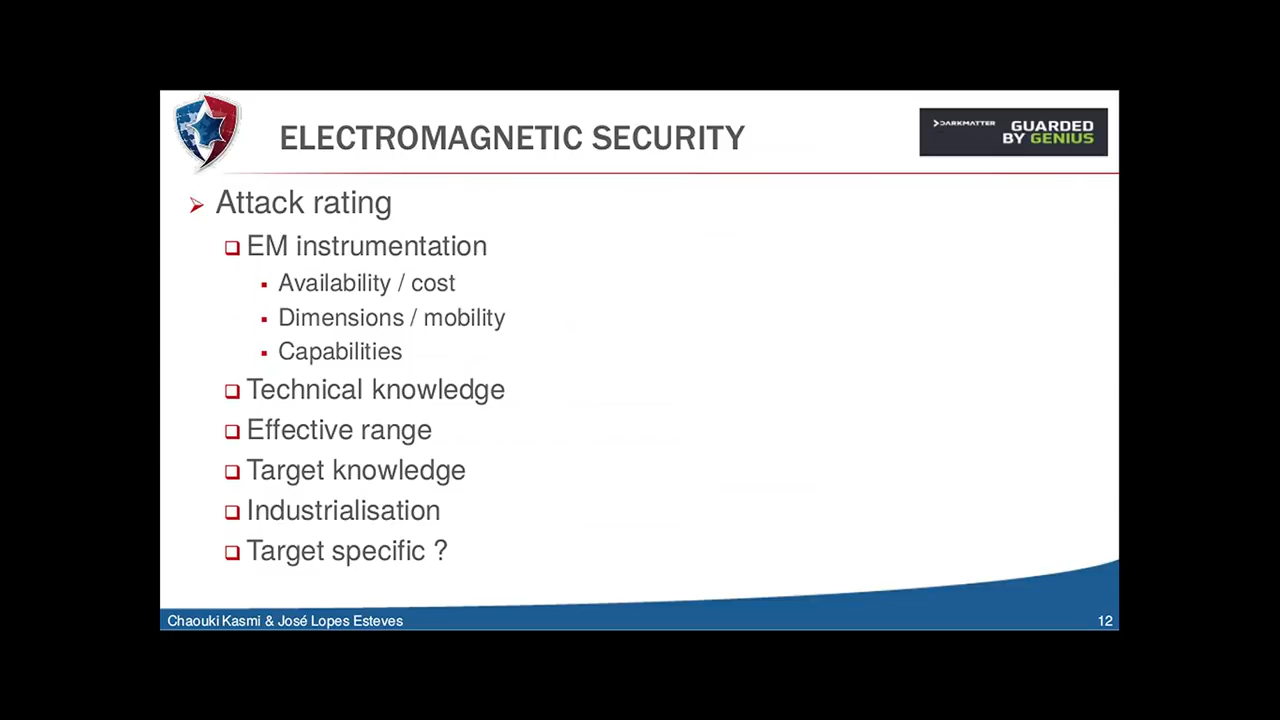 ELECTROMAGNETIC SECURITY
DARKMATTER
GUARDED
BY GENIUS
Attack rating
EM instrumentation
Availability / cost
Dimensions / mobility
Capabilities
Technical knowledge
Effective range
Target knowledge
Industrialisation
Target specific ?
Chaouki Kasmi & José Lopes Esteves
12